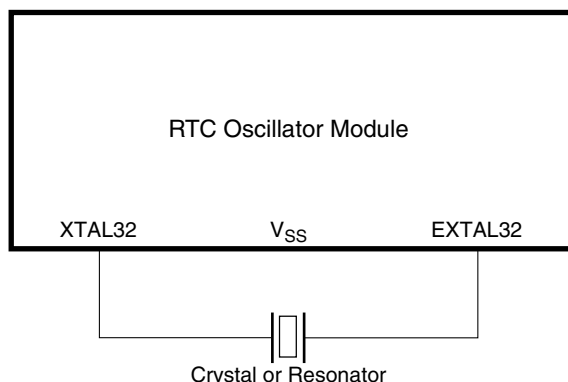 RTC Oscillator Module
XTAL32 VSS EXTAL32
Crystal or Resonator